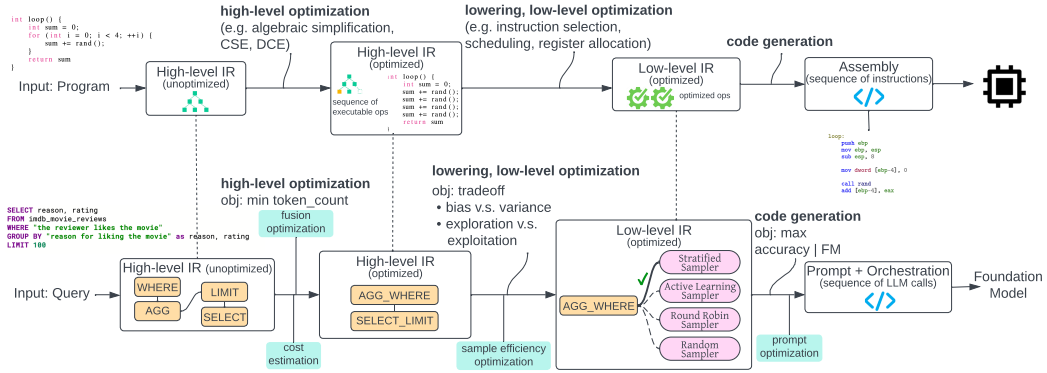 int loop() {
int sum = 0;
for (int i = 0; i < 4; ++i) {
sum += rand();
}
return sum
}
Input: Program
High-level IR
(unoptimized)
high-level optimization
(e.g. algebraic simplification,
CSE, DCE)
High-level IR
(optimized)
sequence of
executable ops
int loop() {
int sum = 0;
sum += rand();
sum += rand();
sum += rand();
sum += rand();
return sum
}
lowering, low-level optimization
(e.g. instruction selection,
scheduling, register allocation)
Low-level IR
(optimized)
optimized ops
code generation
Assembly
(sequence of instructions)
</>
loop:
push ebp
mov ebp, esp
sub esp, 8
mov dword [ebp-4], 0
call rand
add [ebp-4], eax
SELECT reason, rating
FROM imdb_movie_reviews
WHERE "the reviewer likes the movie"
GROUP BY "reason for liking the movie" as reason, rating
LIMIT 100
Input: Query
High-level IR (unoptimized)
WHERE
AGG
LIMIT
SELECT
high-level optimization
obj: min token_count
fusion
optimization
cost
estimation
High-level IR
(optimized)
AGG_WHERE
SELECT_LIMIT
lowering, low-level optimization
obj: tradeoff
• bias v.s. variance
• exploration v.s.
exploitation
sample efficiency
optimization
Low-level IR
(optimized)
AGG_WHERE
Stratified
Sampler
Active Learning
Sampler
Round Robin
Sampler
Random
Sampler
code generation
obj: max
accuracy | FM
prompt
optimization
Prompt + Orchestration
(sequence of LLM calls)
</>
Foundation
Model